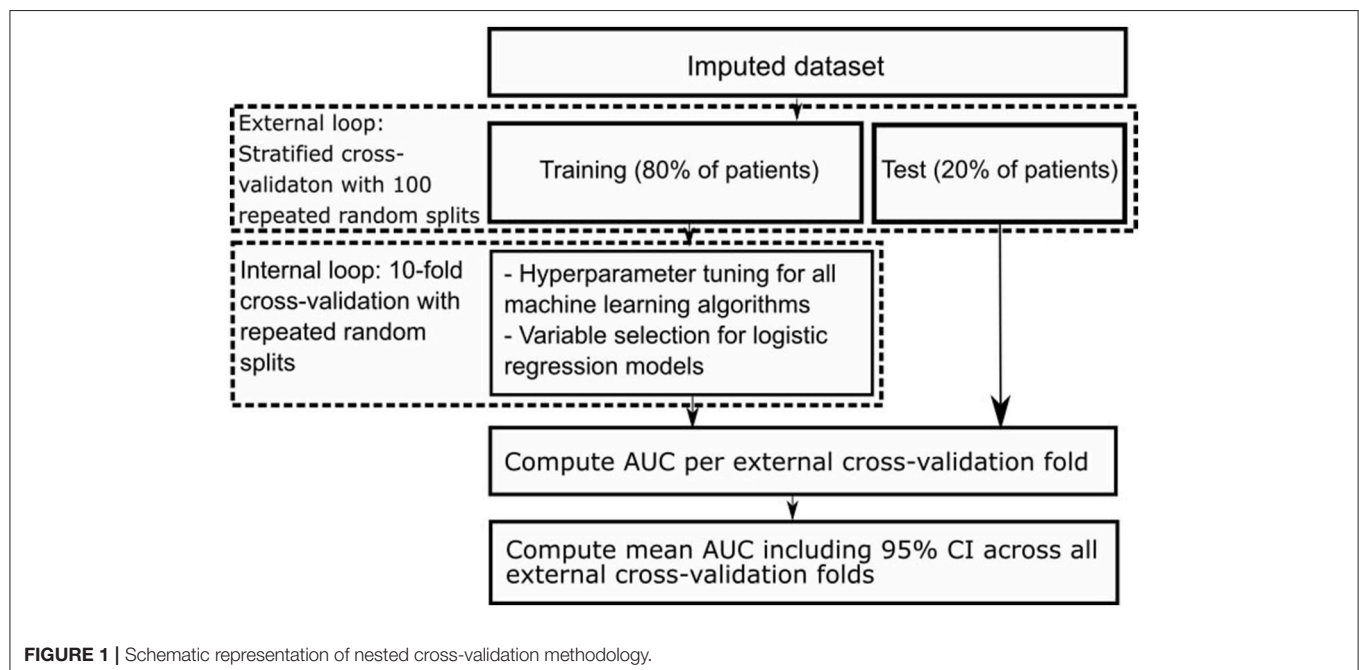 Imputed dataset
External loop:
Stratified cross-
validaton with 100
repeated random splits
Training (80% of patients)
Test (20% of patients)
Internal loop: 10-fold
cross-validation with
repeated random
splits
- Hyperparameter tuning for all
machine learning algorithms
- Variable selection for logistic
regression models
Compute AUC per external cross-validation fold
Compute mean AUC including 95% CI across all
external cross-validation folds
FIGURE 1 | Schematic representation of nested cross-validation methodology.